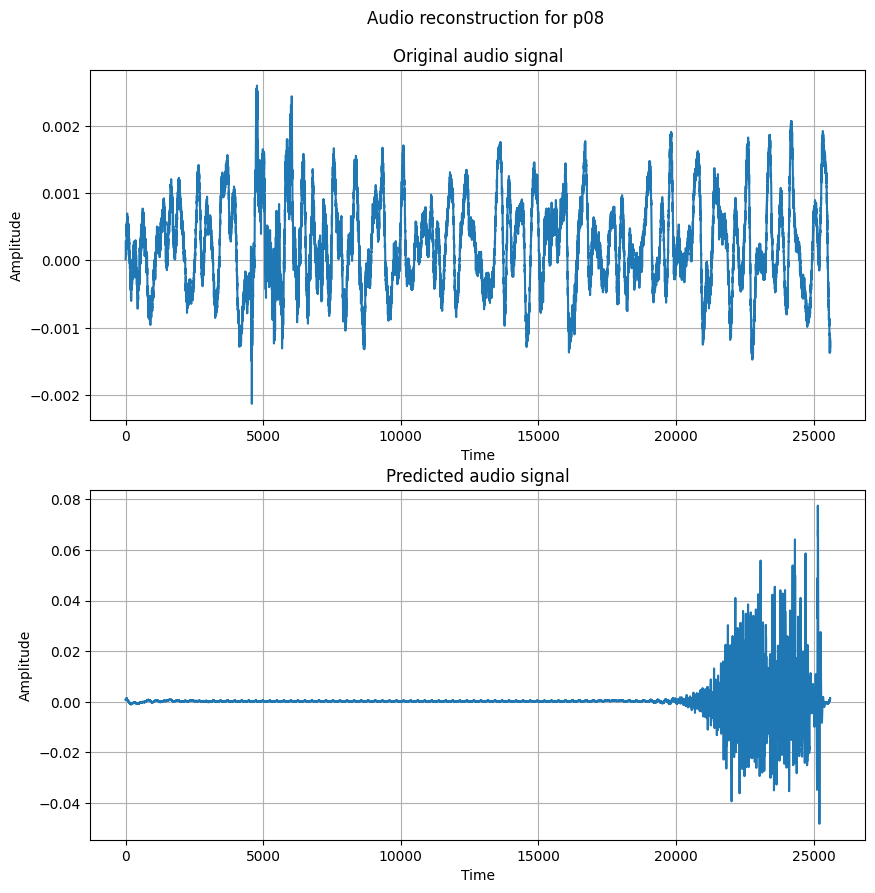 Audio reconstruction for p08
Original audio signal
0.002
0.001
0.000
−0.001
−0.002
Amplitude
0 5000 10000 15000 20000 25000
Time
Predicted audio signal
0.08
0.06
0.04
0.02
0.00
−0.02
−0.04
Amplitude
0 5000 10000 15000 20000 25000
Time